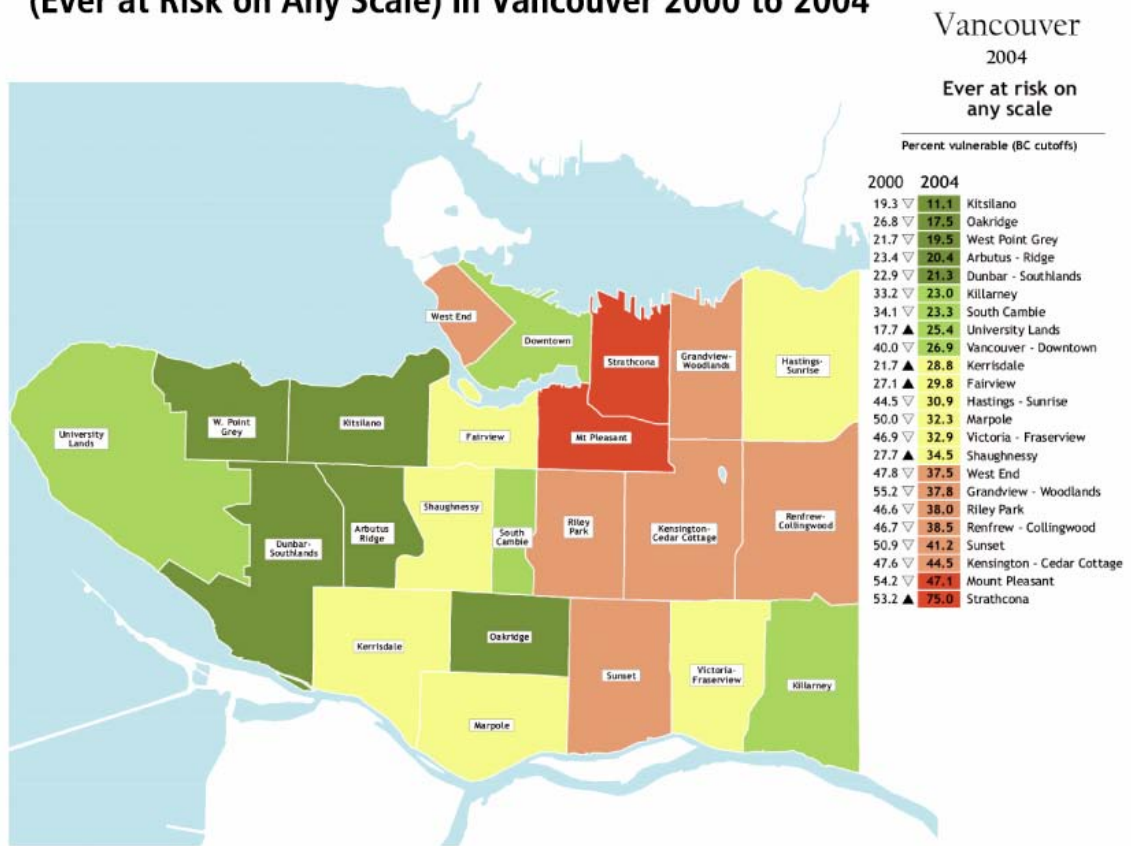 (Ever at Risk on Any Scale) in Vancouver 2000 to 2004
Vancouver
2004
Ever at risk on
any scale
Percent vulnerable (BC cutoffs)
2000 2004
19.3 ▽ 11.1 Kitsilano
26.8 ▽ 17.5 Oakridge
21.7 ▽ 19.5 West Point Grey
23.4 ▽ 20.4 Arbutus - Ridge
22.9 ▽ 21.3 Dunbar - Southlands
33.2 ▽ 23.0 Killarney
34.1 ▽ 23.3 South Cambie
17.7 ▲ 25.4 University Lands
40.0 ▽ 26.9 Vancouver - Downtown
21.7 ▲ 28.8 Kerrisdale
27.1 ▲ 29.8 Fairview
44.5 ▽ 30.9 Hastings - Sunrise
50.0 ▽ 32.3 Marpole
46.9 ▽ 32.9 Victoria - Fraserview
27.7 ▲ 34.5 Shaughnessy
47.8 ▽ 37.5 West End
55.2 ▽ 37.8 Grandview - Woodlands
46.6 ▽ 38.0 Riley Park
46.7 ▽ 38.5 Renfrew - Collingwood
50.9 ▽ 41.2 Sunset
47.6 ▽ 44.5 Kensington - Cedar Cottage
54.2 ▽ 47.1 Mount Pleasant
53.2 ▲ 75.0 Strathcona
West End
Downtown
Strathcona
Grandview-
Woodlands
Hastings-
Sunrise
University
Lands
W. Point
Grey
Kitsilano
Fairview
Mt Pleasant
Dunbar-
Southlands
Arbutus
Ridge
Shaughnessy
South
Cambie
Riley
Park
Kensington-
Cedar Cottage
Renfrew-
Collingwood
Kerrisdale
Oakridge
Marpole
Sunset
Victoria-
Fraserview
Killarney